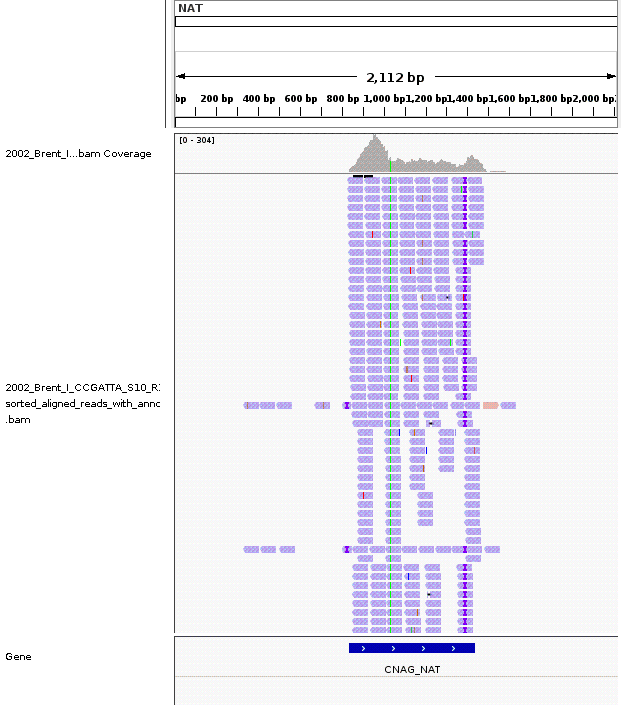 NAT
2,112 bp
bp 200 bp 400 bp 600 bp 800 bp 1,000 bp 1,200 bp 1,400 bp 1,600 bp 1,800 bp 2,000 bp
[0 - 304]
2002_Brent_I...bam Coverage
2002_Brent_I_CCGATTA_S10_R
sorted_aligned_reads_with_anno
.bam
Gene
CNAG_NAT